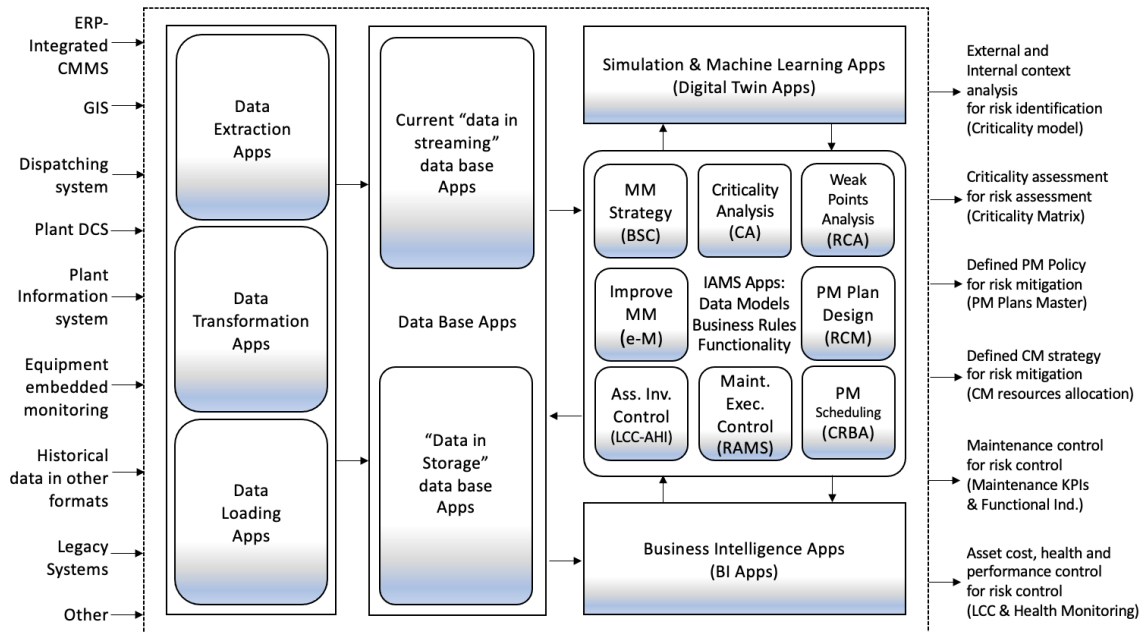 ERP-
Integrated
CMMS
GIS
Dispatching
system
Plant DCS
Plant
Information
system
Equipment
embedded
monitoring
Historical
data in other
formats
Legacy
Systems
Other
Data
Extraction
Apps
Data
Transformation
Apps
Data
Loading
Apps
Current “data in
streaming”
data base
Apps
Data Base Apps
“Data in
Storage”
data base
Apps
Simulation & Machine Learning Apps
(Digital Twin Apps)
MM
Strategy
(BSC)
Criticality
Analysis
(CA)
Weak
Points
Analysis
(RCA)
Improve
MM
(e-M)
IAMS Apps:
Data Models
Business Rules
Functionality
PM Plan
Design
(RCM)
Ass. Inv.
Control
(LCC-AHI)
Maint.
Exec.
Control
(RAMS)
PM
Scheduling
(CRBA)
Business Intelligence Apps
(BI Apps)
External and
Internal context
analysis
for risk identification
(Criticality model)
Criticality assessment
for risk assessment
(Criticality Matrix)
Defined PM Policy
for risk mitigation
(PM Plans Master)
Defined CM strategy
for risk mitigation
(CM resources allocation)
Maintenance control
for risk control
(Maintenance KPIs
& Functional Ind.)
Asset cost, health and
performance control
for risk control
(LCC & Health Monitoring)